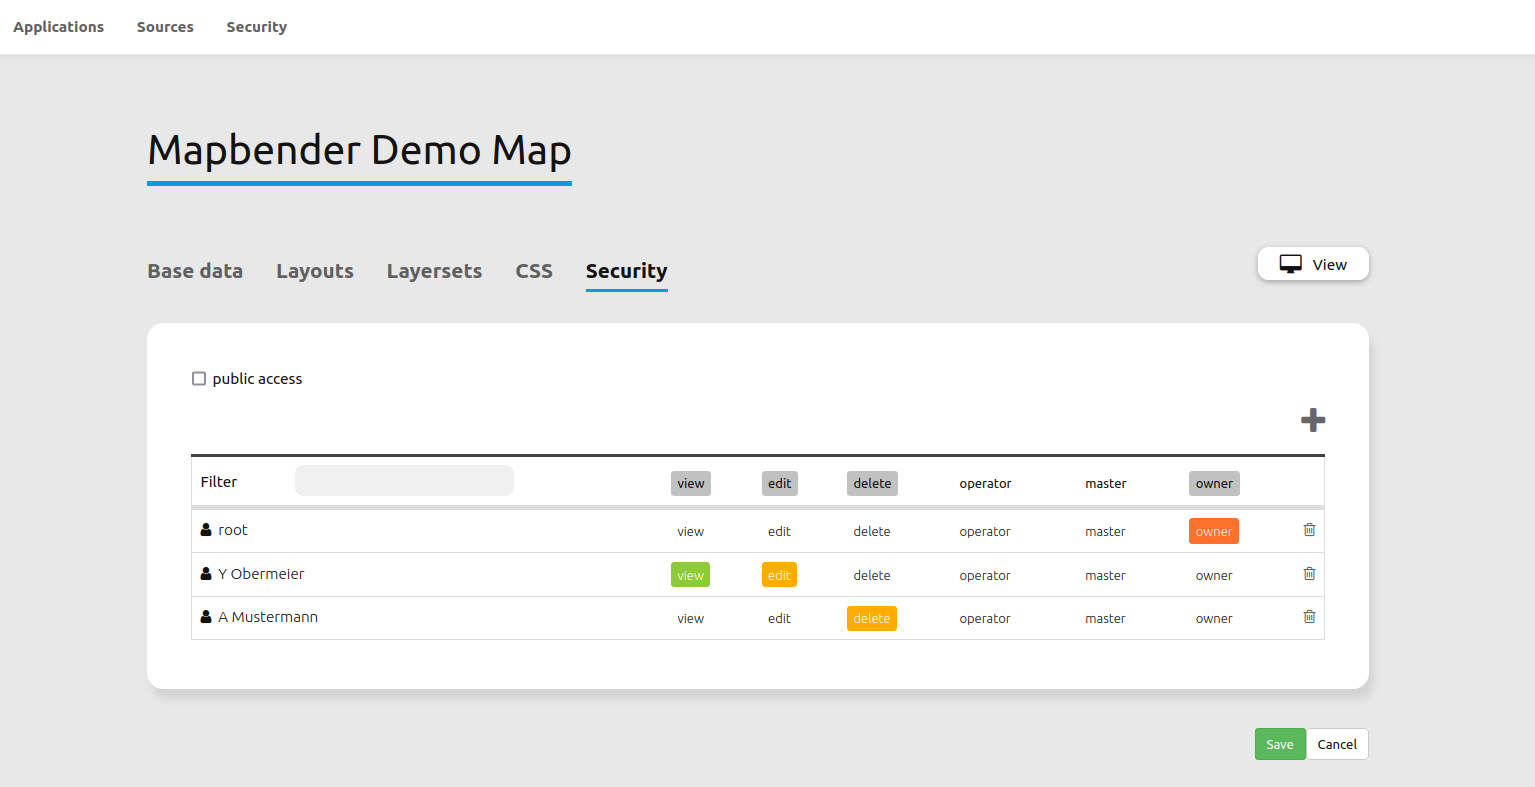 Applications Sources Security
Mapbender Demo Map
Base data Layouts Layersets CSS Security
View
public access
Filter view edit delete operator master owner
root view edit delete operator master owner
Y Obermeier view edit delete operator master owner
A Mustermann view edit delete operator master owner
Save Cancel